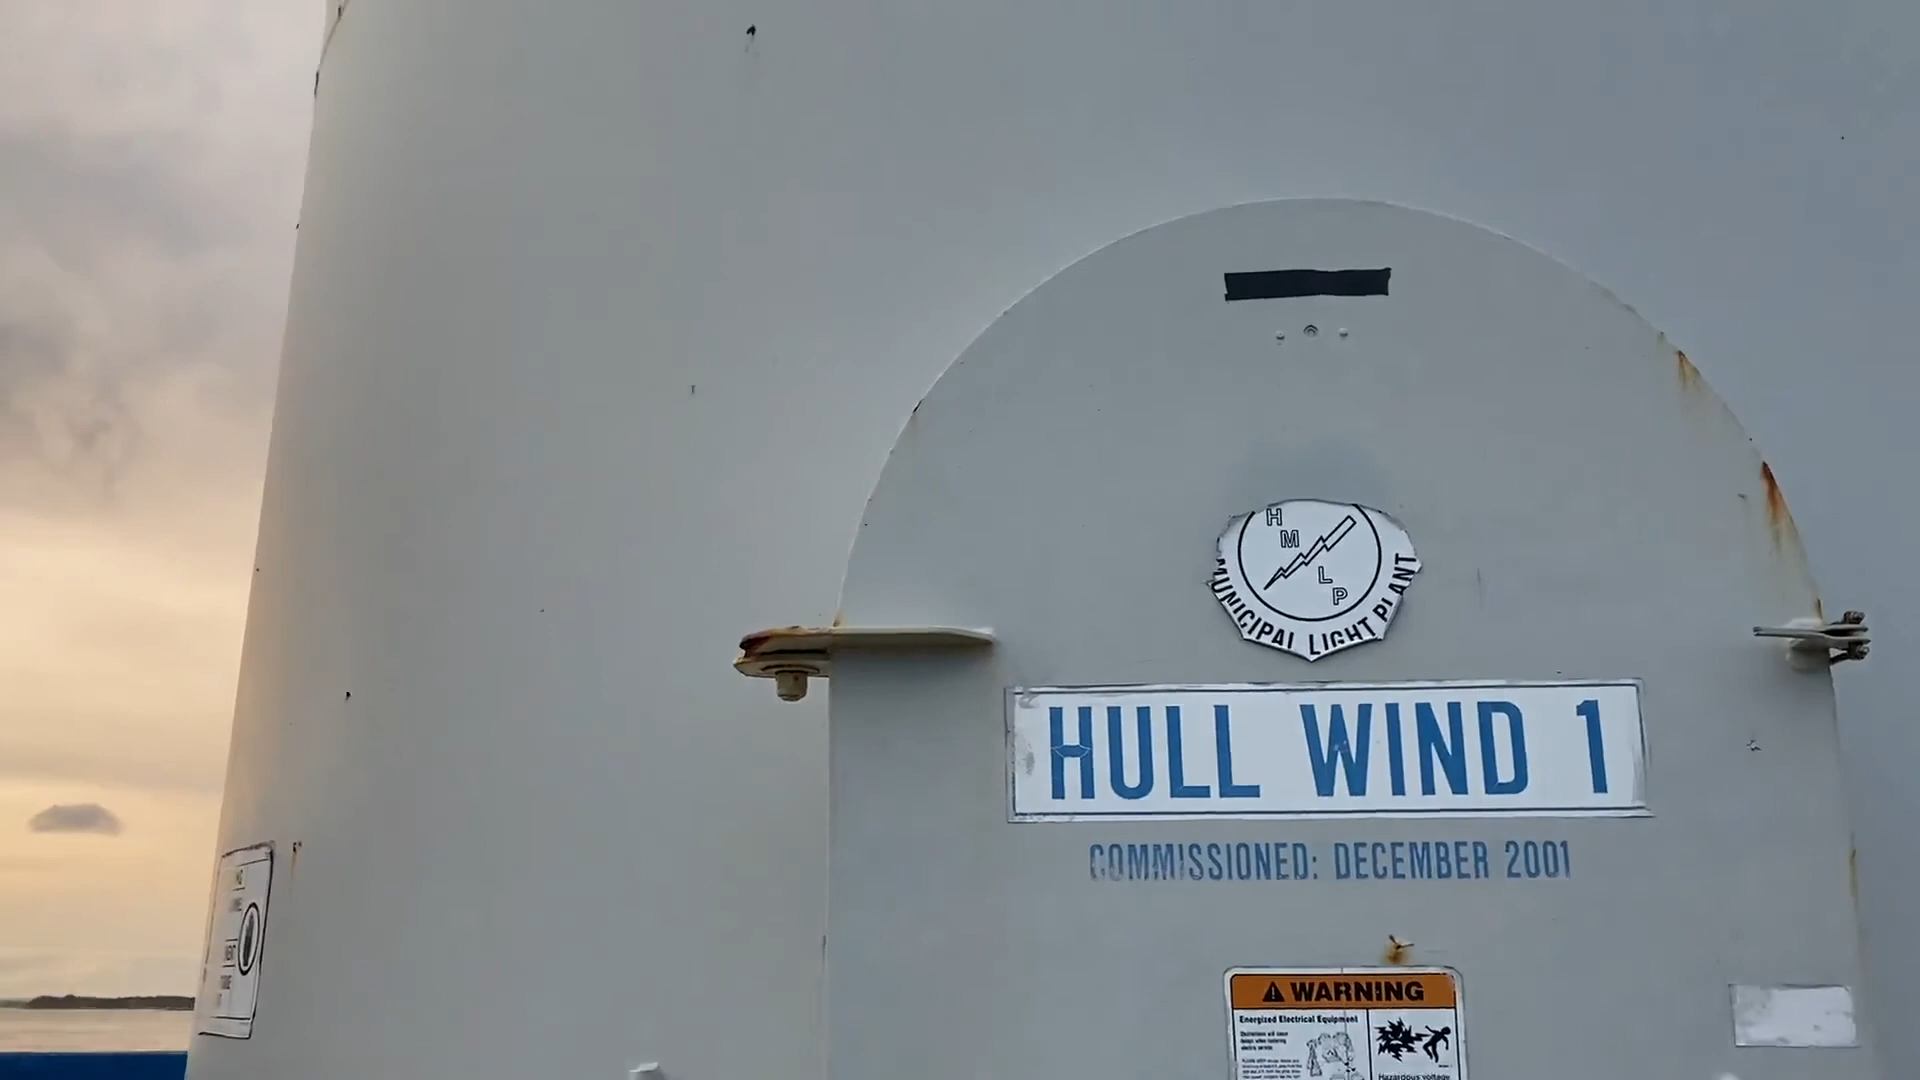 H
M
L
P
MUNICIPAL LIGHT PLANT
HULL WIND 1
COMMISSIONED: DECEMBER 2001
WARNING
Energized Electrical Equipment
Hazardous voltage